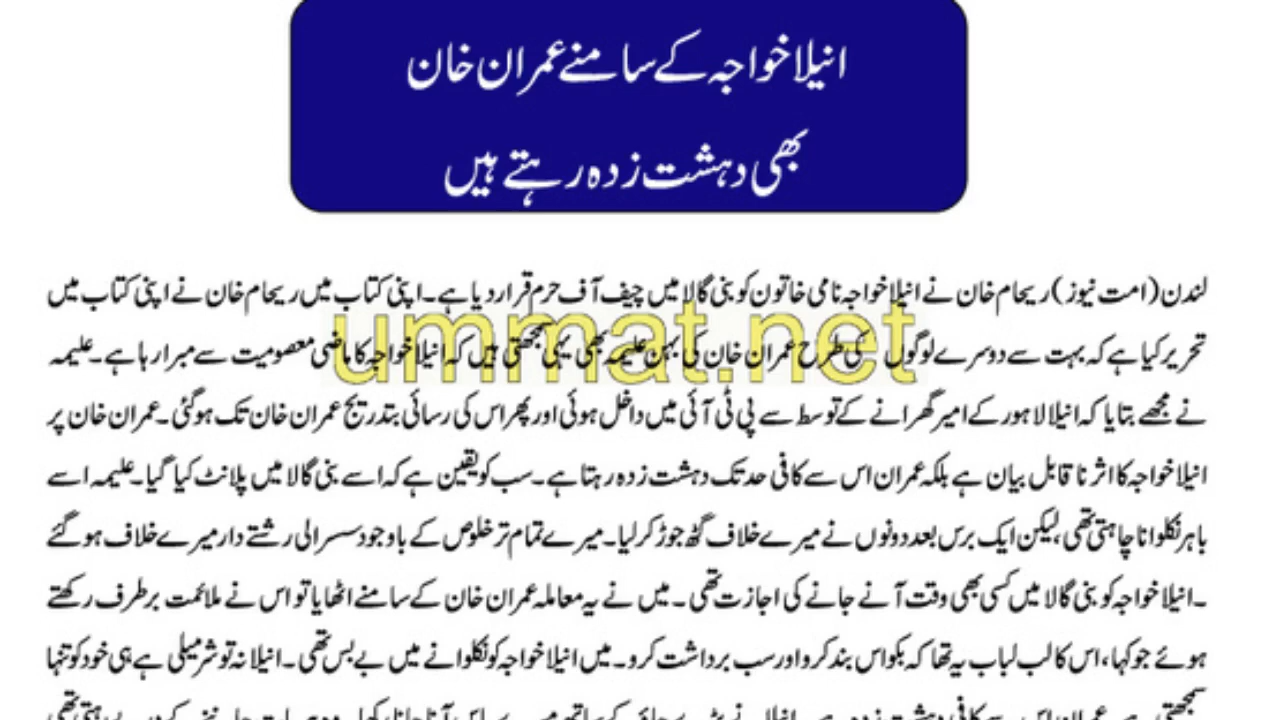 انیلا خواجہ کے سامنے عمران خان
بھی دہشت زدہ رہتے ہیں
لندن (امت نیوز) ریحام خان نے انیلا خواجہ نامی خاتون کو بنی گالا میں چیف آف حرم قرار دیا ہے۔ اپنی کتاب میں ریحام خان نے اپنی کتاب میں
تحریر کیا ہے کہ بہت سے دوسرے لوگوں کی طرح عمران خان کی بہن علیمہ بھی یہی سمجھتی ہیں کہ انیلا خواجہ کا ماضی معصومیت سے مبرا رہا ہے۔ علیمہ
ummat.net
نے مجھے بتایا کہ انیلا لاہور کے امیر گھرانے کے توسط سے پی ٹی آئی میں داخل ہوئی اور پھر اس کی رسائی بتدریج عمران خان تک ہو گئی۔ عمران خان پر
انیلا خواجہ کا اثر نا قابل بیان ہے بلکہ عمران اس سے کافی حد تک دہشت زدہ رہتا ہے۔ سب کو یقین ہے کہ اسے بنی گالا میں پلانٹ کیا گیا۔ علیمہ اسے
باہر نکلوانا چاہتی تھی، لیکن ایک برس بعد دونوں نے میرے خلاف گٹھ جوڑ کر لیا۔ میرے تمام تر خلوص کے باوجود سسرالی رشتے دار میرے خلاف ہو گئے
۔ انیلا خواجہ کو بنی گالا میں کسی بھی وقت آنے جانے کی اجازت تھی۔ میں نے یہ معاملہ عمران خان کے سامنے اٹھایا تو اس نے ملائمت برطرف رکھتے
ہوئے جو کہا، اس کا لب لباب یہ تھا کہ بکواس بند کرو اور سب برداشت کرو۔ میں انیلا خواجہ کو نکلوانے میں بے بس تھی۔ انیلا نہ تو شرمیلی ہے ہی خود کو تنہا